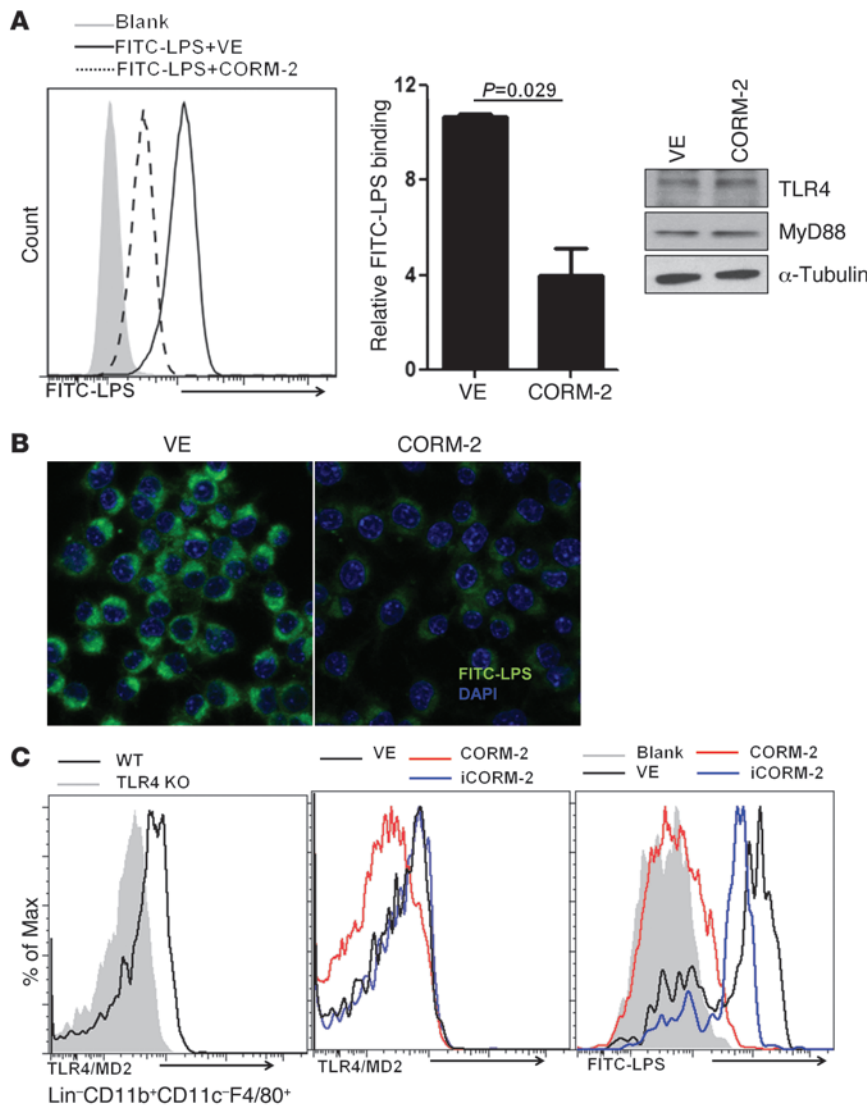 A
Blank
FITC-LPS+VE
FITC-LPS+CORM-2
Count
FITC-LPS
Relative FITC-LPS binding
12
8
4
0
P=0.029
VE
CORM-2
VE
CORM-2
TLR4
MyD88
α-Tubulin
B
VE
CORM-2
FITC-LPS
DAPI
C
WT
TLR4 KO
VE
CORM-2
iCORM-2
Blank
CORM-2
VE
iCORM-2
% of Max
TLR4/MD2
TLR4/MD2
FITC-LPS
Lin⁻CD11b⁺CD11c⁻F4/80⁺